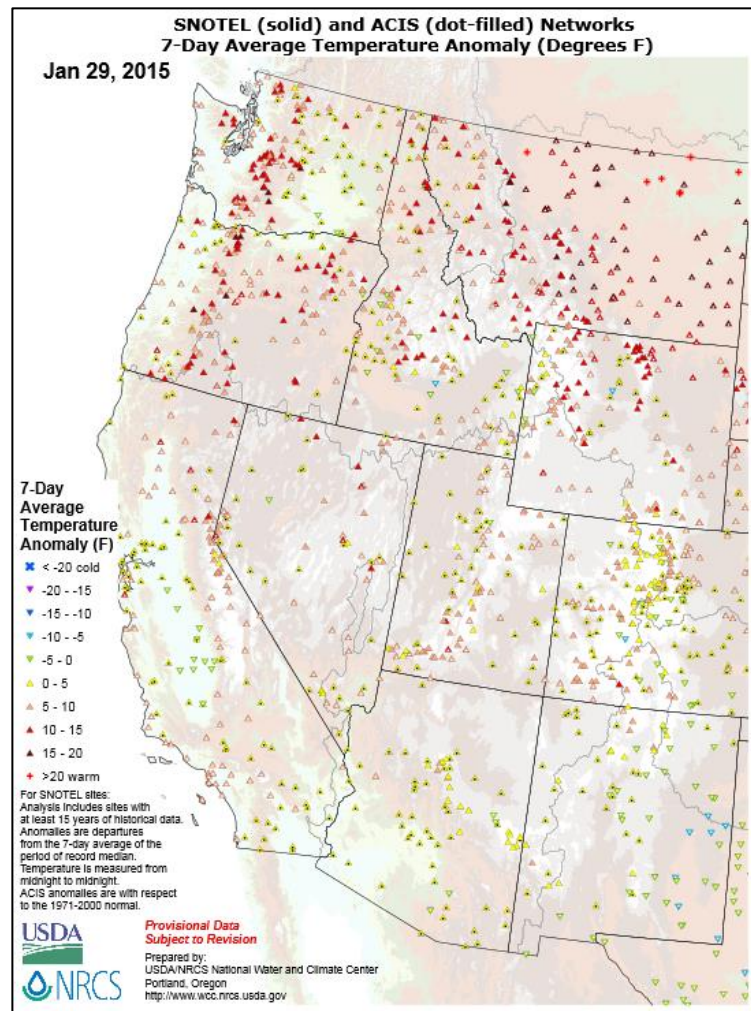 SNOTEL (solid) and ACIS (dot-filled) Networks
7-Day Average Temperature Anomaly (Degrees F)
Jan 29, 2015
7-Day
Average
Temperature
Anomaly (F)
< -20 cold
-20 - -15
-15 - -10
-10 - -5
-5 - 0
0 - 5
5 - 10
10 - 15
15 - 20
>20 warm
For SNOTEL sites:
Analysis includes sites with
at least 15 years of historical data.
Anomalies are departures
from the 7-day average of the
period of record median.
Temperature is measured from
midnight to midnight.
ACIS anomalies are with respect
to the 1971-2000 normal.
USDA
NRCS
Provisional Data
Subject to Revision
Prepared by:
USDA/NRCS National Water and Climate Center
Portland, Oregon
http://www.wcc.nrcs.usda.gov